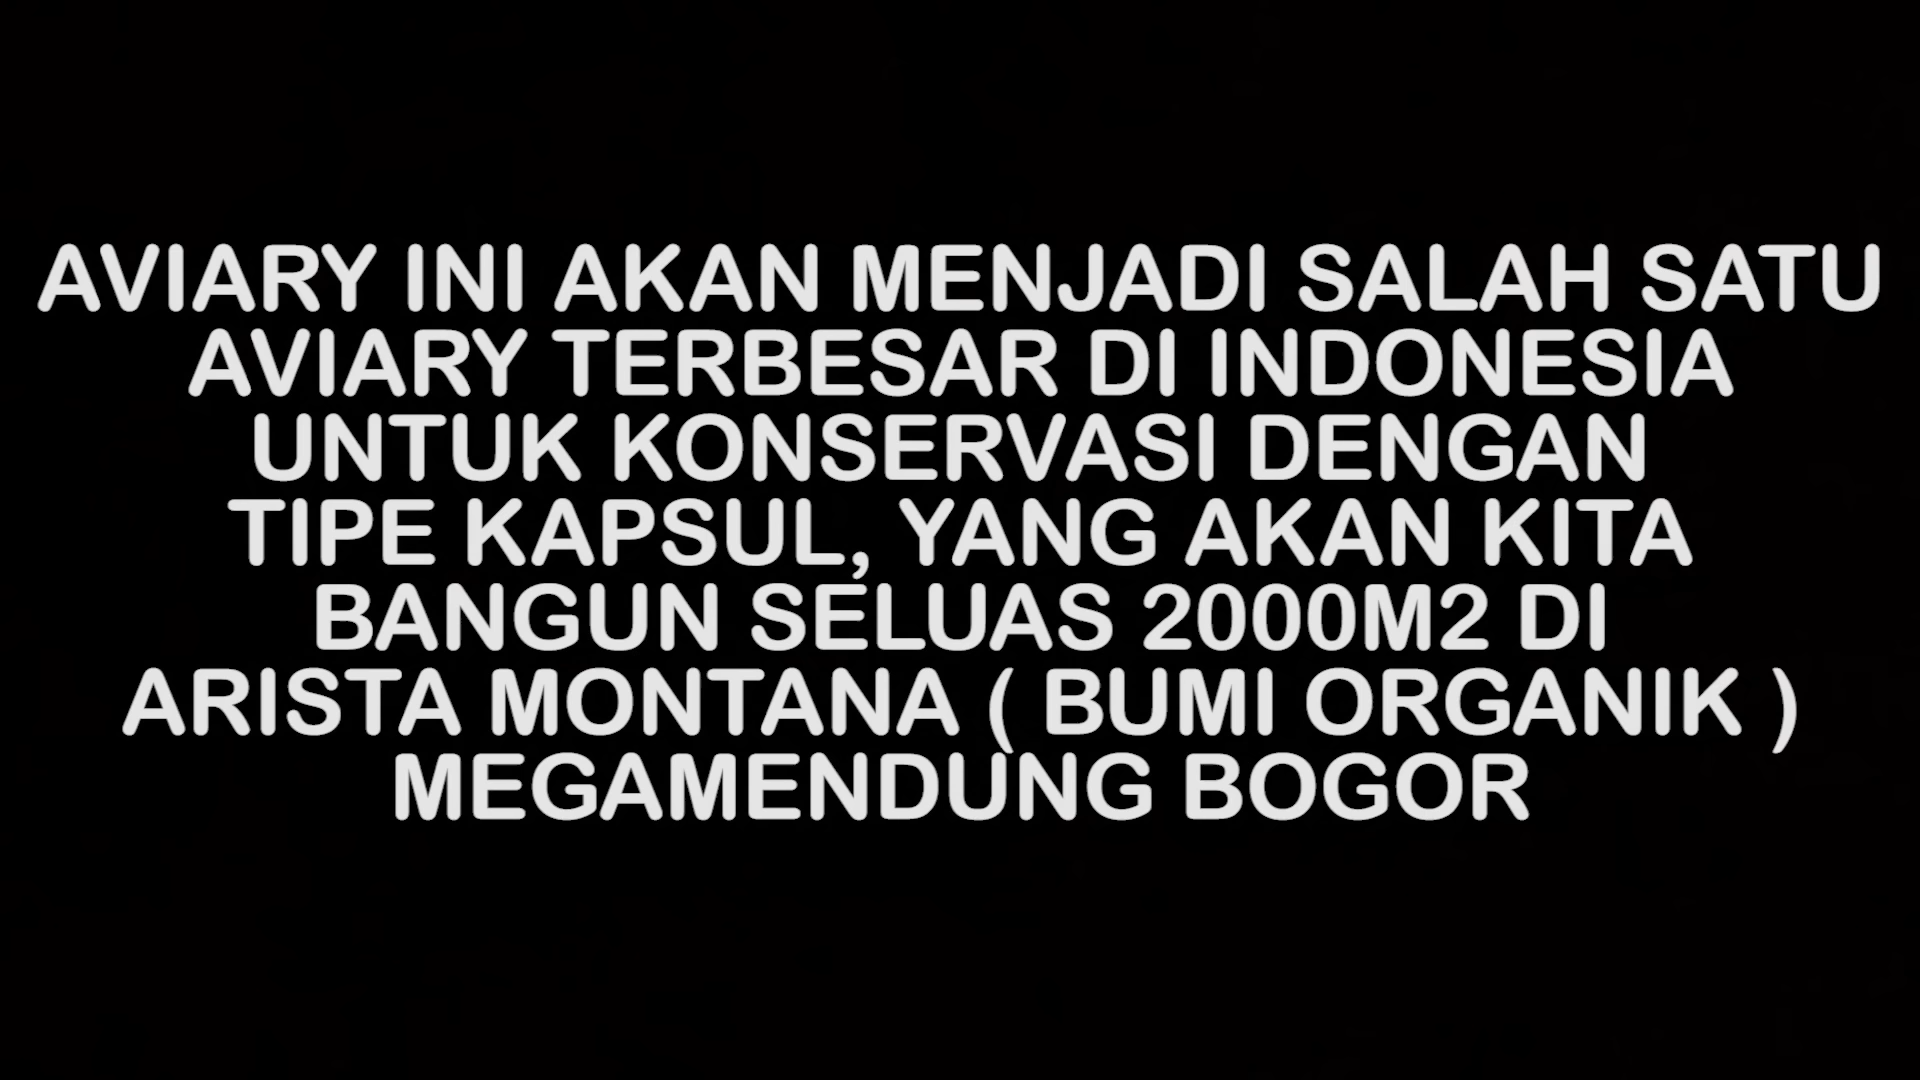 AVIARY INI AKAN MENJADI SALAH SATU
AVIARY TERBESAR DI INDONESIA
UNTUK KONSERVASI DENGAN
TIPE KAPSUL, YANG AKAN KITA
BANGUN SELUAS 2000M2 DI
ARISTA MONTANA ( BUMI ORGANIK )
MEGAMENDUNG BOGOR